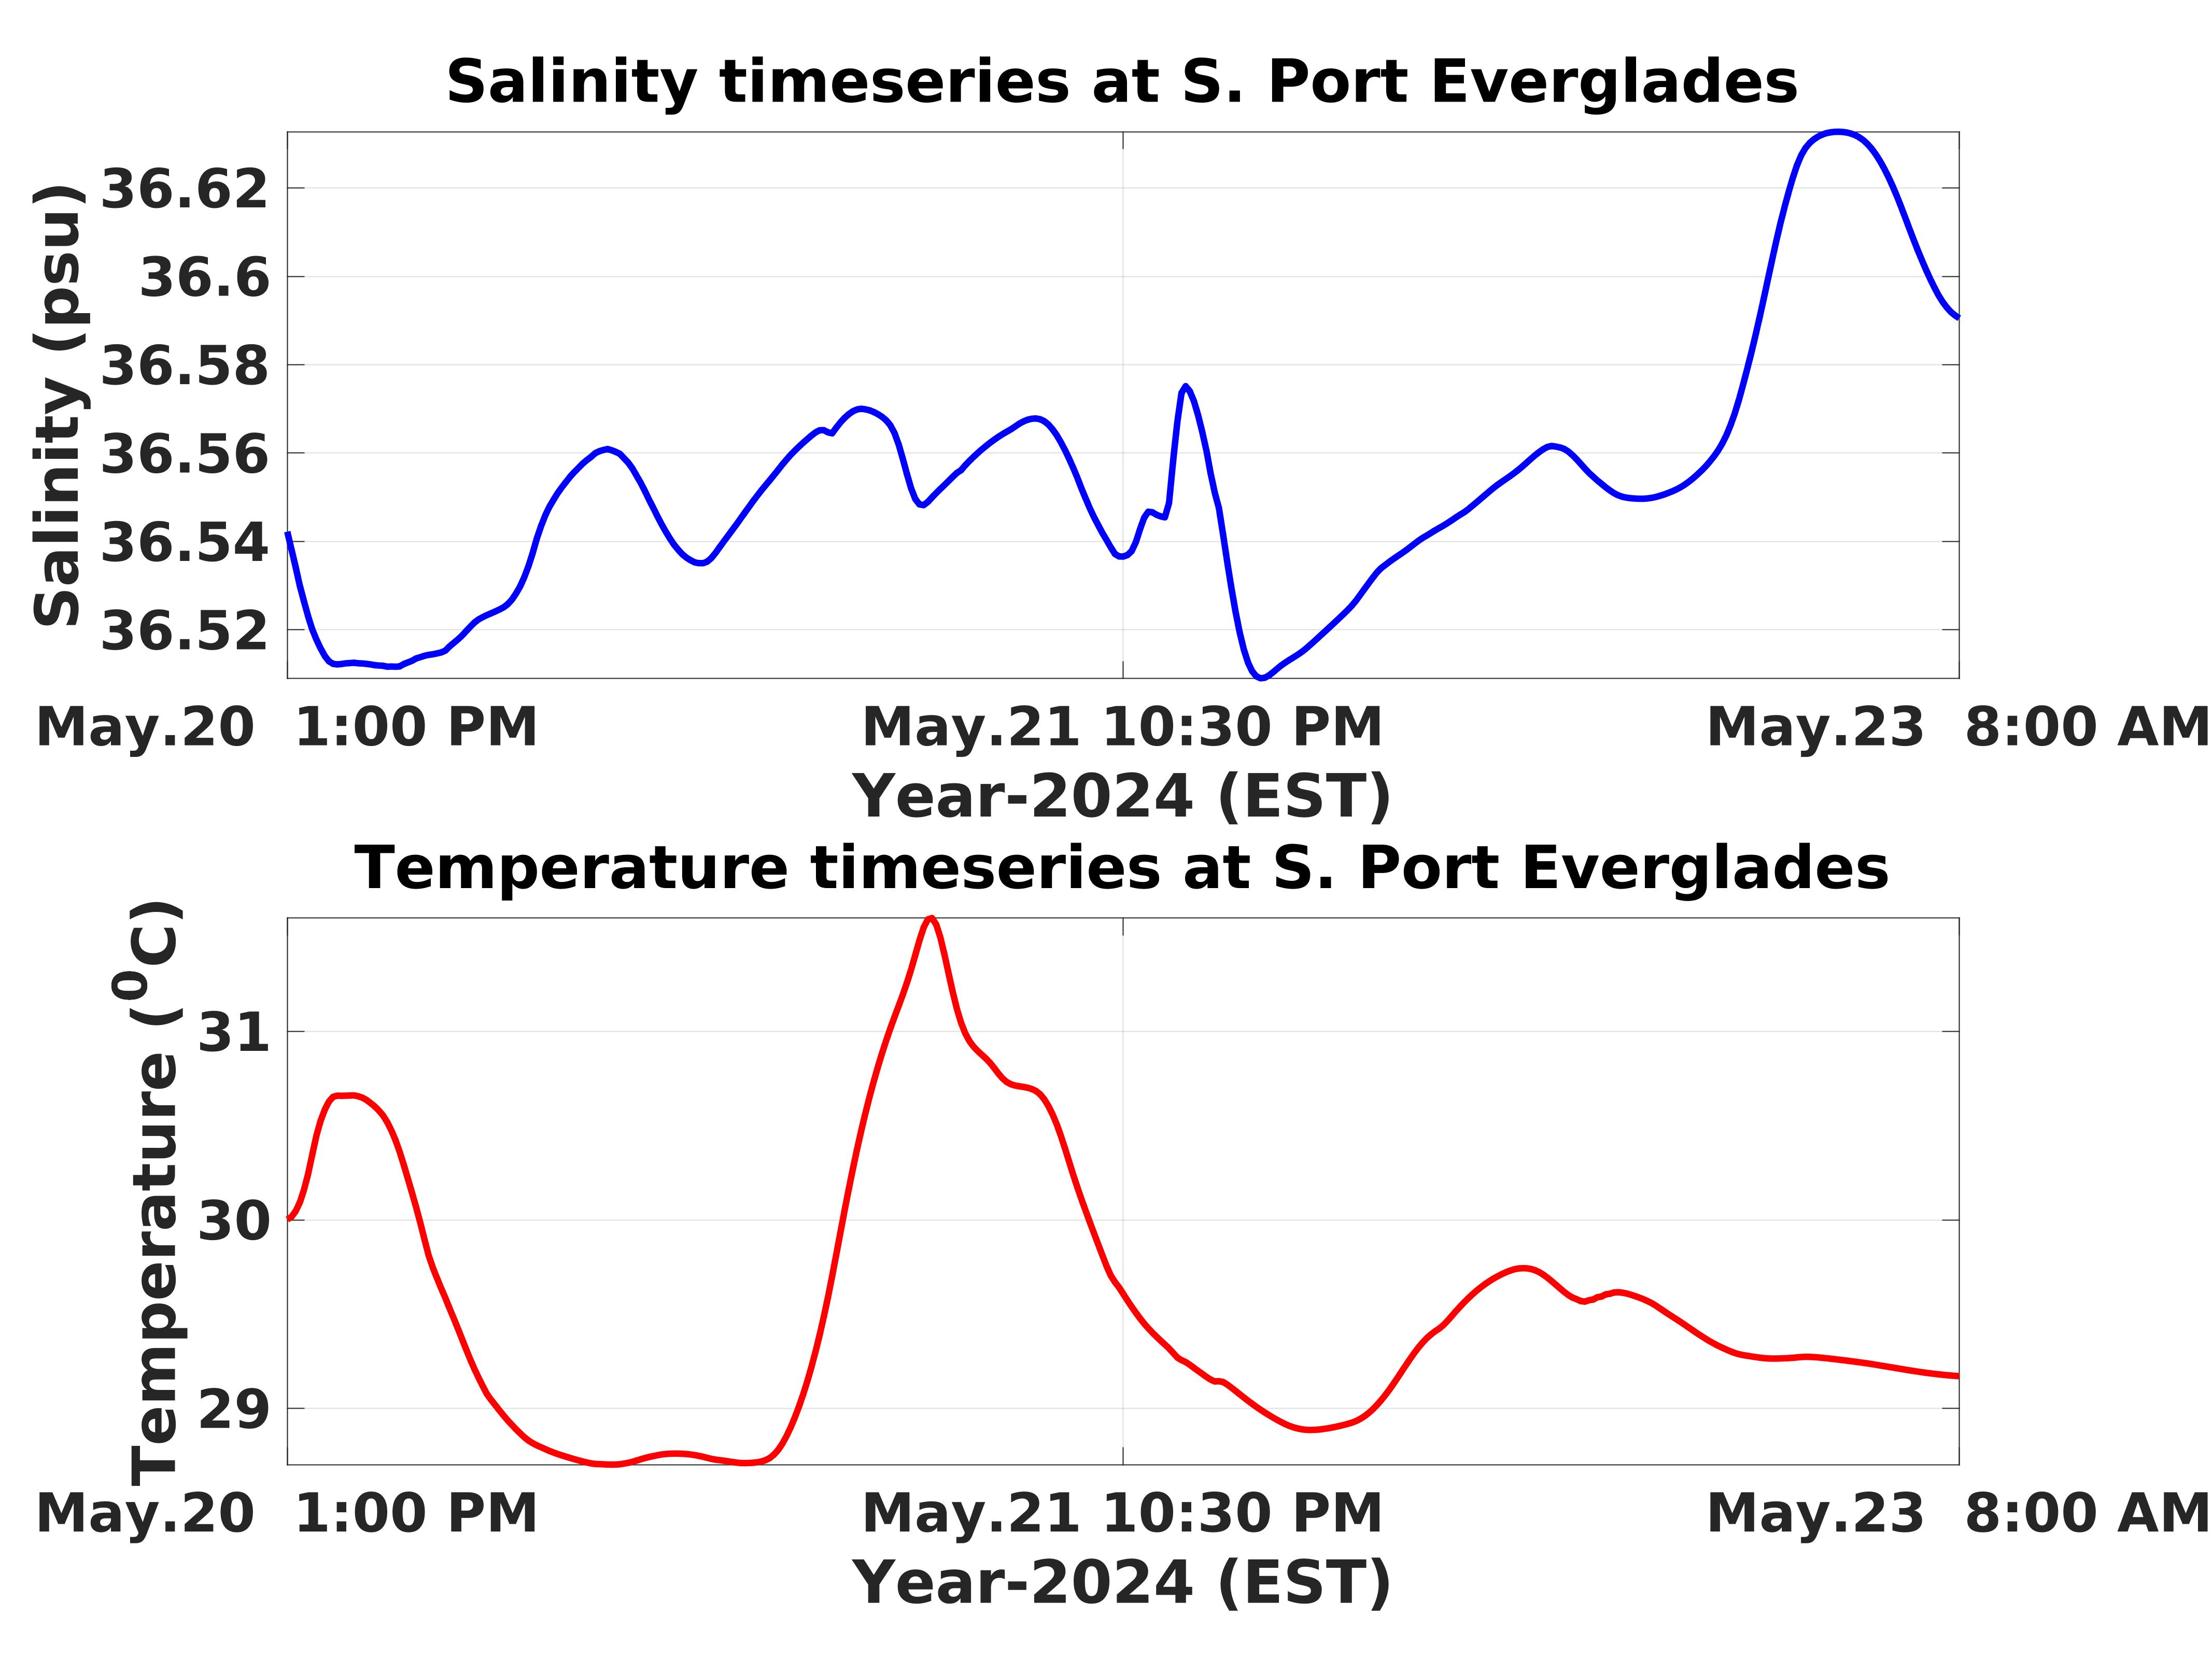 Salinity timeseries at S. Port Everglades
Salinity (psu)
36.62
36.6
36.58
36.56
36.54
36.52
May.20  1:00 PM May.21 10:30 PM May.23  8:00 AM
Year-2024 (EST)
Temperature timeseries at S. Port Everglades
Temperature (⁰C)
31
30
29
May.20  1:00 PM May.21 10:30 PM May.23  8:00 AM
Year-2024 (EST)